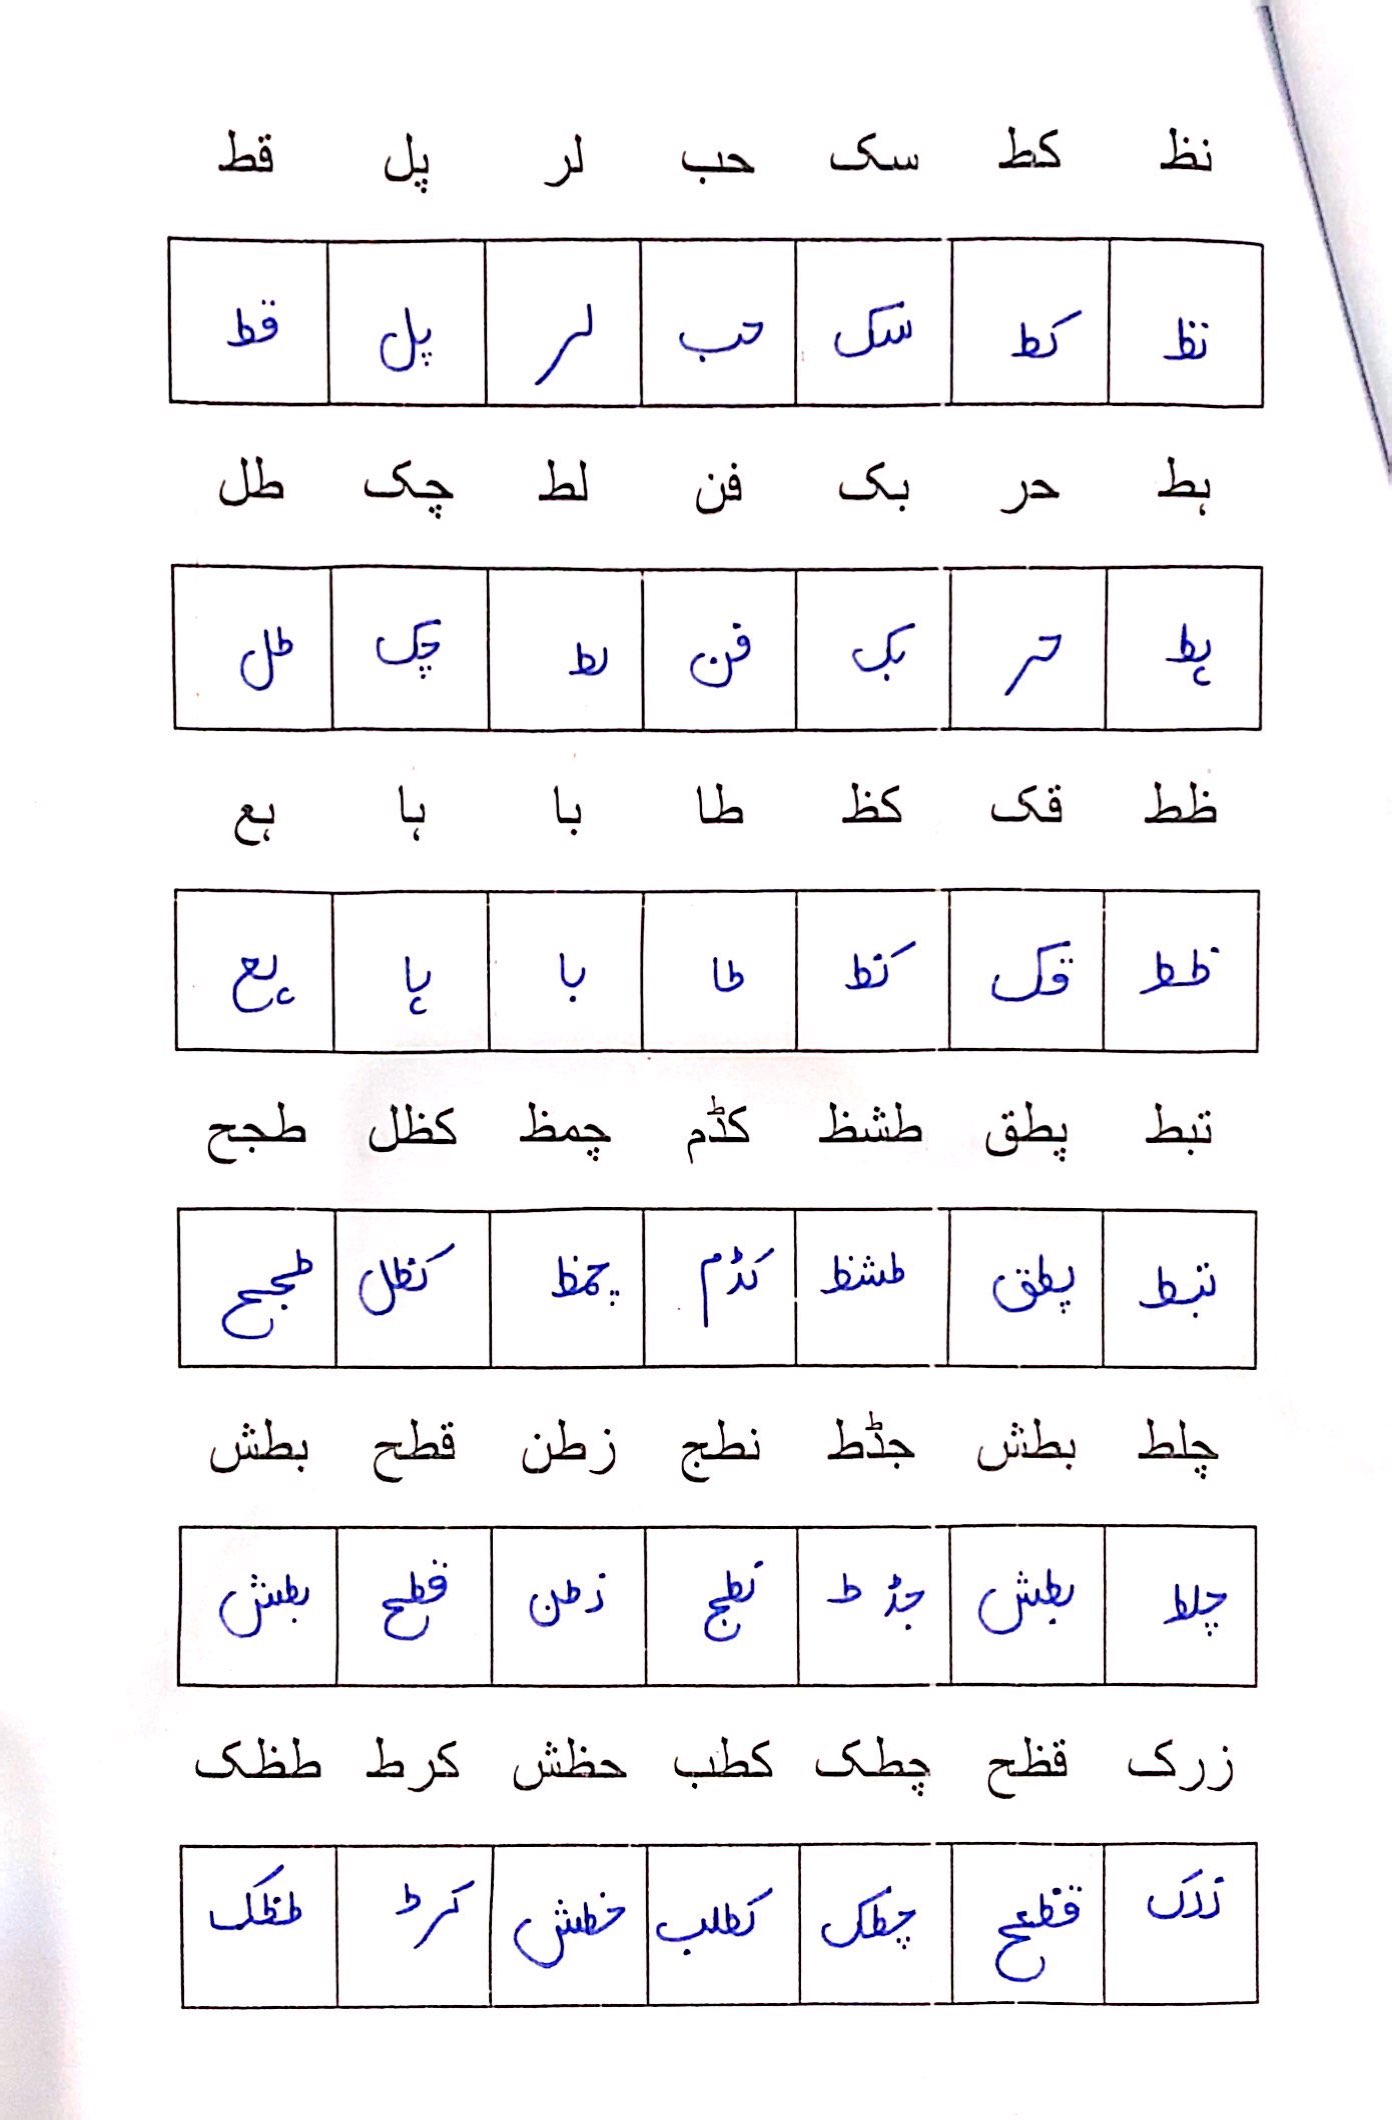 نظ کط سک حب لر پل قط
نظ کط سک حب لر پل قط
ہط حر بک فن لط چک طل
ہط حر بک فن لط چک طل
ظط قک کظ طا با ہا ہع
ظط قک کظ طا با ہا ہع
تبط پطق طشظ کڈم چمظ کظل طجح
تبط پطق طشظ کڈم چمظ کظل طجح
چلط بطش جڈط نطج زطن قطح بطش
چلط بطش جڈط نطج زطن قطح بطش
زرک قظح چطک کطب حظش کرط طظک
زرک قظح چطک کطب حظش کرط طظک